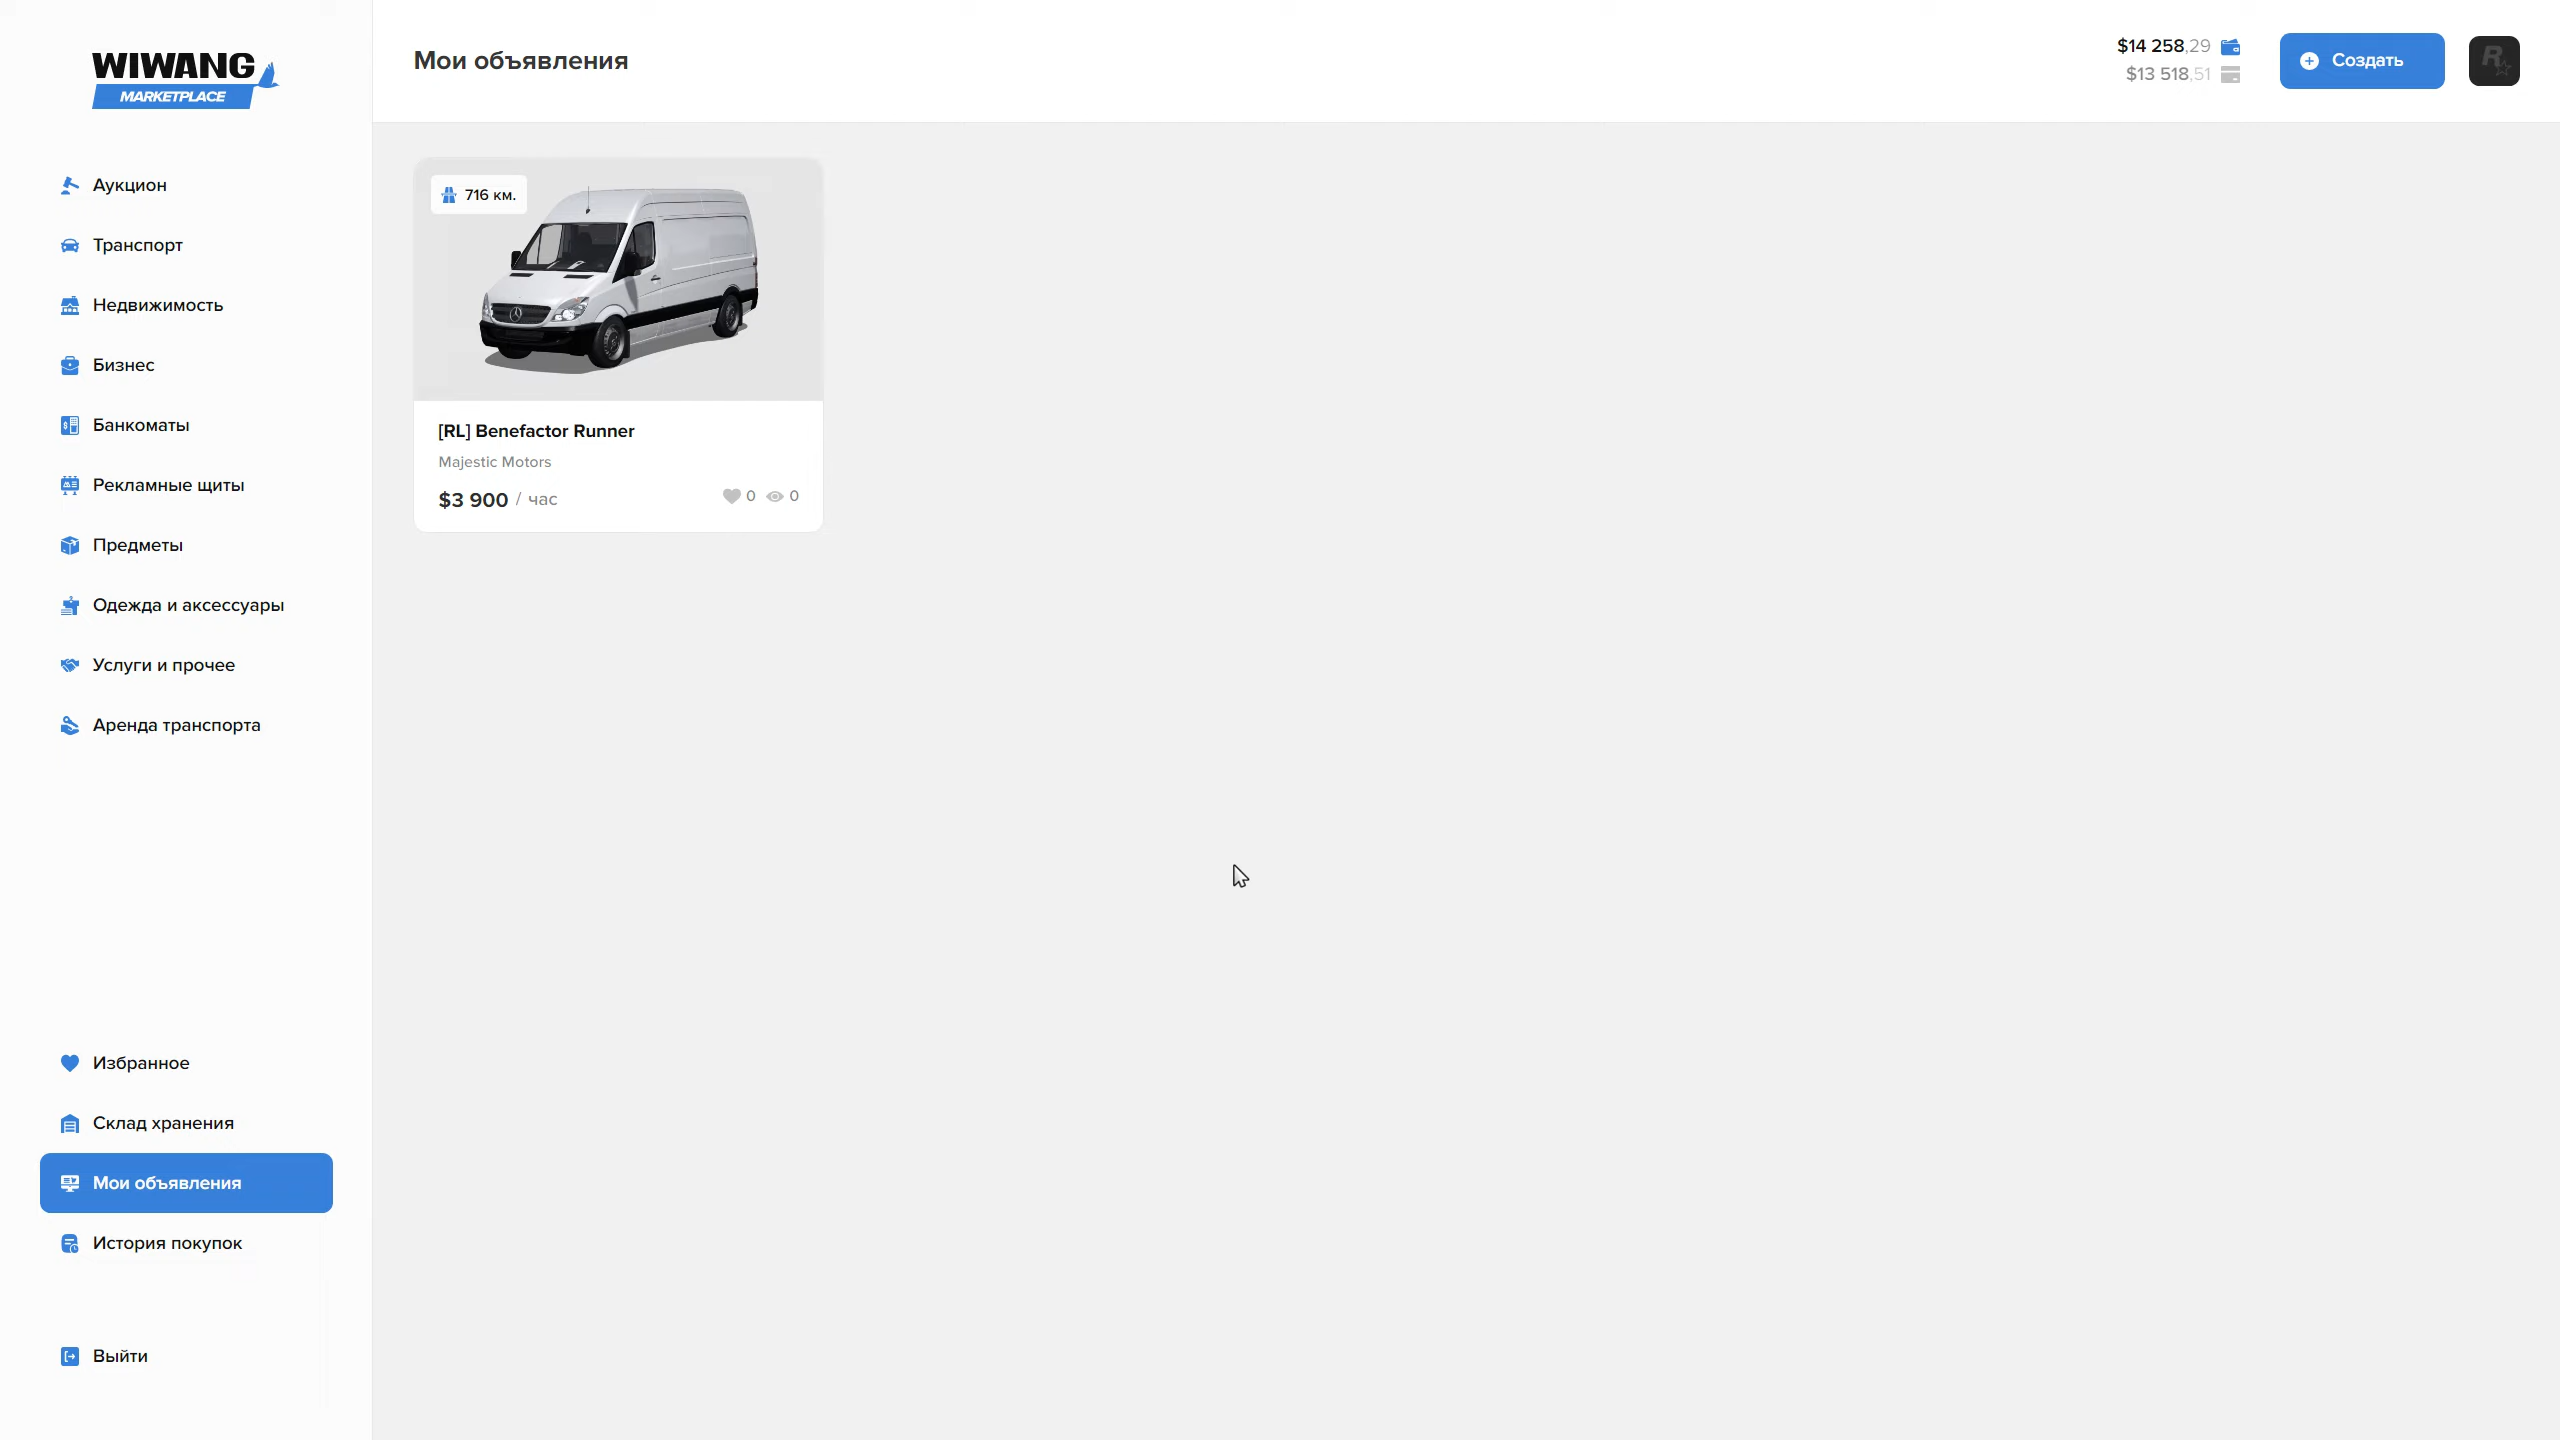 WIWANG
MARKETPLACE
Аукцион
Транспорт
Недвижимость
Бизнес
Банкоматы
Рекламные щиты
Предметы
Одежда и аксессуары
Услуги и прочее
Аренда транспорта
Избранное
Склад хранения
Мои объявления
История покупок
Выйти
Мои объявления
$14 258,29
$13 518,51
Создать
716 км.
[RL] Benefactor Runner
Majestic Motors
$3 900 / час
0 0